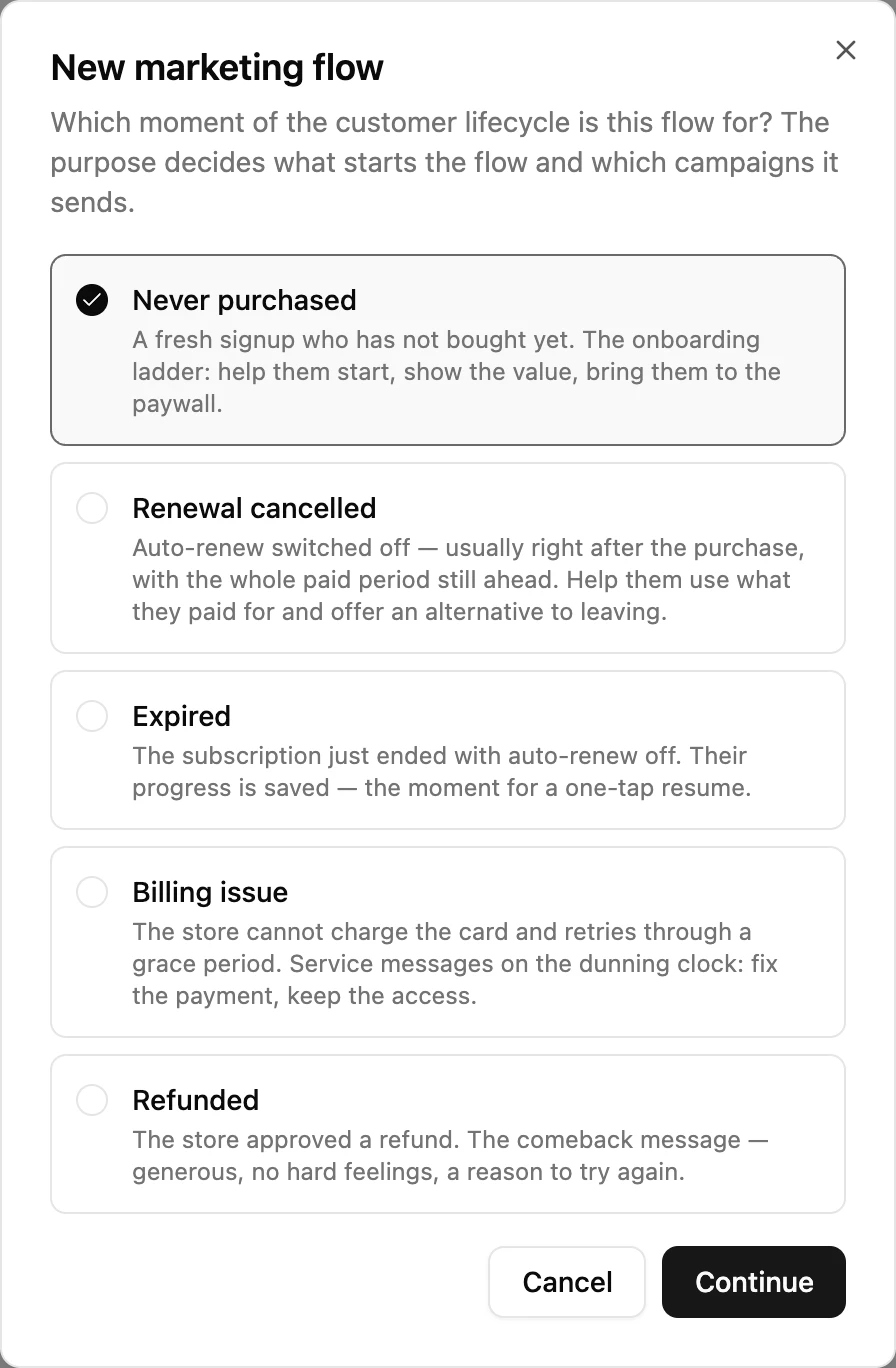 New marketing flow
Which moment of the customer lifecycle is this flow for? The
purpose decides what starts the flow and which campaigns it
sends.
Never purchased
A fresh signup who has not bought yet. The onboarding
ladder: help them start, show the value, bring them to the
paywall.
Renewal cancelled
Auto-renew switched off — usually right after the purchase,
with the whole paid period still ahead. Help them use what
they paid for and offer an alternative to leaving.
Expired
The subscription just ended with auto-renew off. Their
progress is saved — the moment for a one-tap resume.
Billing issue
The store cannot charge the card and retries through a
grace period. Service messages on the dunning clock: fix
the payment, keep the access.
Refunded
The store approved a refund. The comeback message —
generous, no hard feelings, a reason to try again.
Cancel
Continue